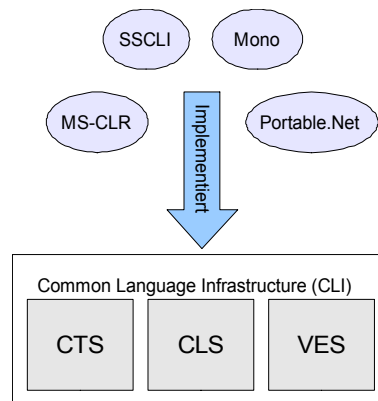 SSCLI
Mono
MS-CLR
Portable.Net
Implementiert
Common Language Infrastructure (CLI)
CTS
CLS
VES